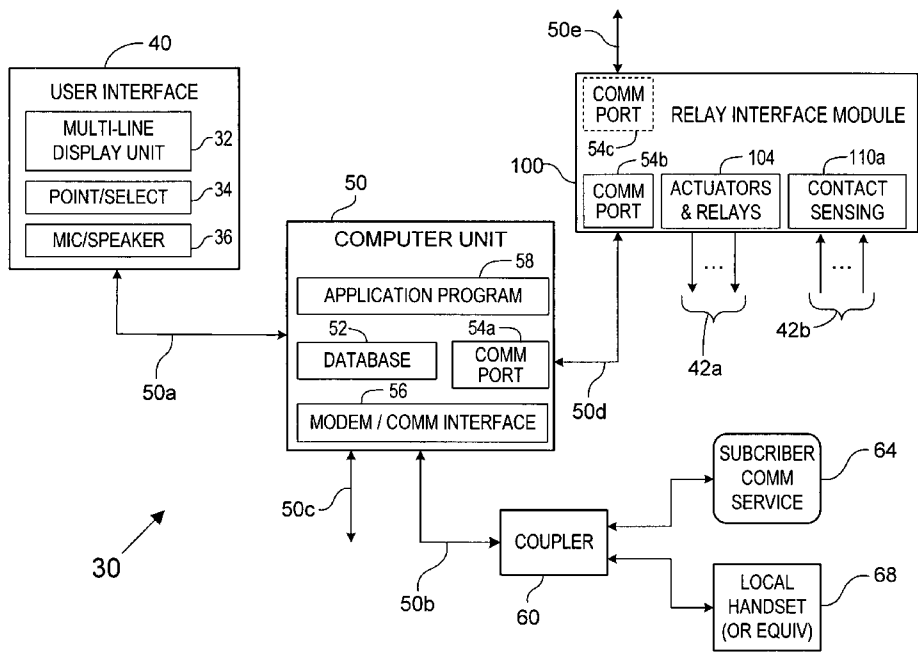 40
USER INTERFACE
MULTI-LINE
DISPLAY UNIT
32
POINT/SELECT
34
MIC/SPEAKER
36
50a
50e
COMM
PORT
54c
RELAY INTERFACE MODULE
100
54b
COMM
PORT
104
ACTUATORS
& RELAYS
110a
CONTACT
SENSING
...
...
42a
42b
50
COMPUTER UNIT
58
APPLICATION PROGRAM
52
DATABASE
54a
COMM
PORT
56
MODEM / COMM INTERFACE
50d
50c
50b
30
COUPLER
60
SUBCRIBER
COMM
SERVICE
64
LOCAL
HANDSET
(OR EQUIV)
68